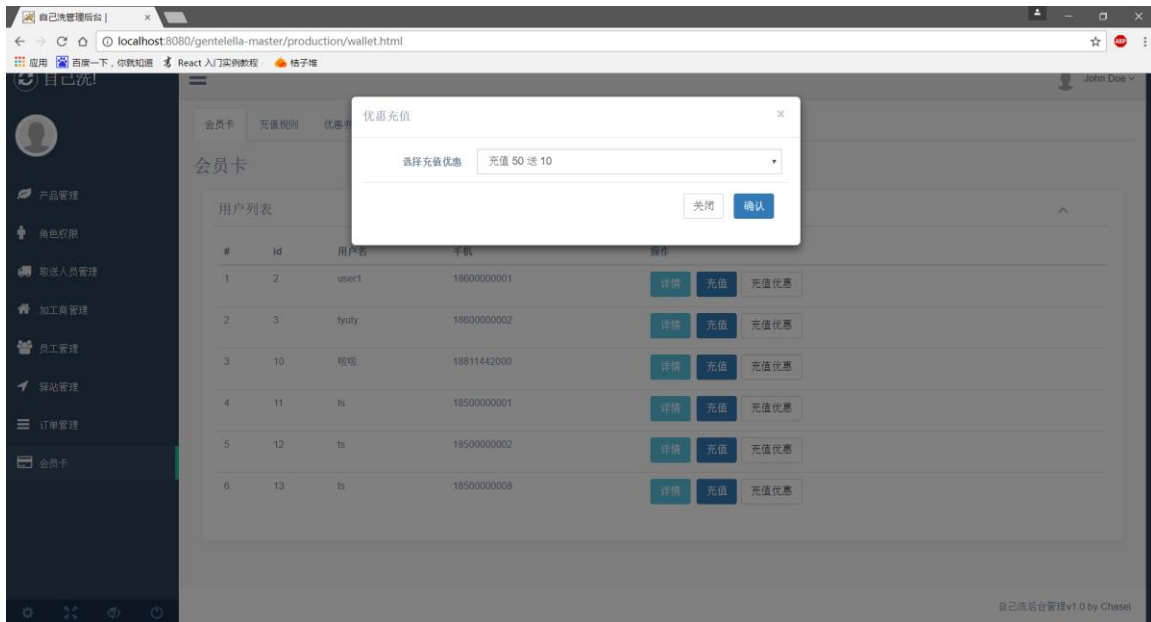 自己洗管理后台 |
localhost:8080/gentelella-master/production/wallet.html
应用 百度一下，你就知道 React 入门实例教程 桔子堆
自己洗!
John Doe
会员卡 充值规则 优惠券
优惠充值 ×
会员卡
选择充值优惠 充值 50 送 10
产品管理
用户列表
关闭 确认
角色权限
# id 用户名 手机 操作
取送人员管理
1 2 user1 18600000001 详情 充值 充值优惠
加工商管理
2 3 tyuty 18600000002 详情 充值 充值优惠
员工管理
3 10 啦啦 18811442000 详情 充值 充值优惠
驿站管理
4 11 ts 18500000001 详情 充值 充值优惠
订单管理
5 12 ts 18500000002 详情 充值 充值优惠
会员卡
6 13 ts 18500000008 详情 充值 充值优惠
自己洗后台管理v1.0 by Chasel